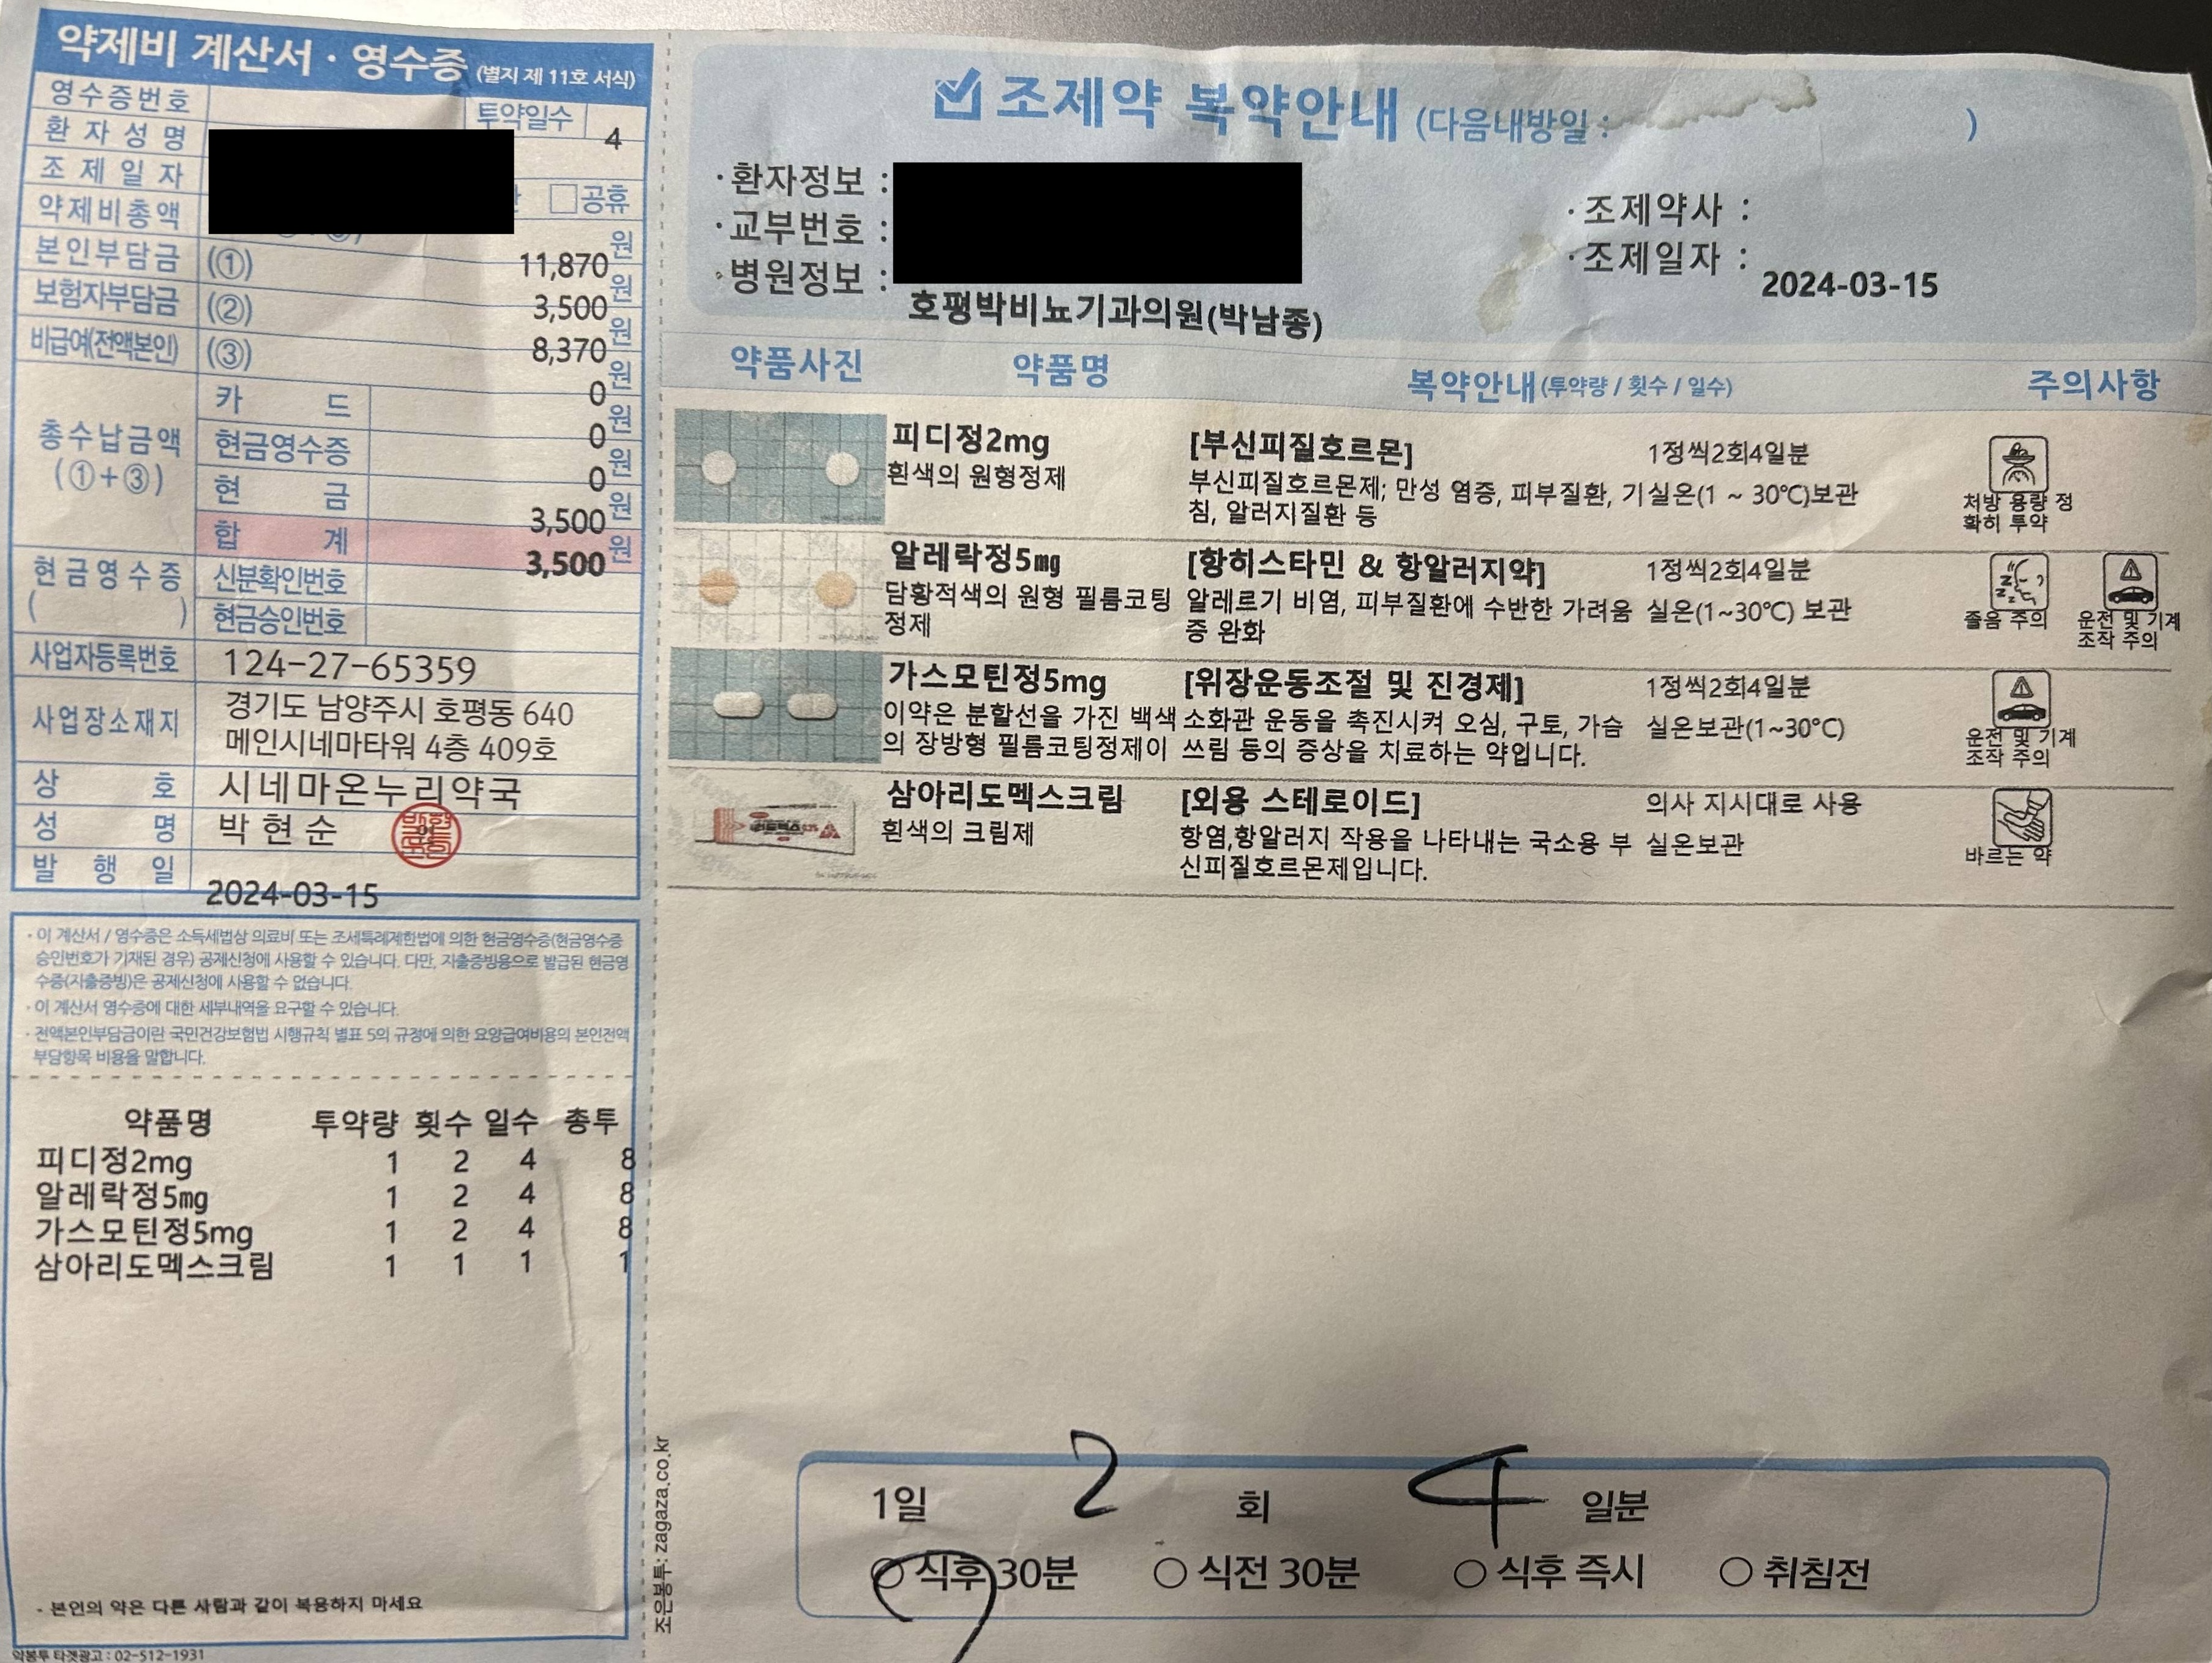 약제비 계산서 · 영수증 (별지 제 11호 서식)
영수증번호
투약일수 4
환자성명
조제일자
□공휴
약제비총액 원
11,870
본인부담금 (①) 원
3,500
보험자부담금 (②) 원
8,370
비급여(전액본인) (③) 원
0
총수납금액
(①+③)
카 드 원
0
현금영수증 원
0
현 금 원
3,500
합 계 원
3,500
현금영수증
( )
신분확인번호
현금승인번호
사업자등록번호 124-27-65359
사업장소재지 경기도 남양주시 호평동 640
메인시네마타워 4층 409호
상 호 시네마온누리약국
성 명 박현순
발 행 일
2024-03-15
· 이 계산서 / 영수증은 소득세법상 의료비 또는 조세특례제한법에 의한 현금영수증(현금영수증
승인번호가 기재된 경우) 공제신청에 사용할 수 있습니다. 다만, 지출증빙용으로 발급된 현금영
수증(지출증빙)은 공제신청에 사용할 수 없습니다.
· 이 계산서 영수증에 대한 세부내역을 요구할 수 있습니다.
· 전액본인부담금이란 국민건강보험법 시행규칙 별표 5의 규정에 의한 요양급여비용의 본인전액
부담항목 비용을 말합니다.
약품명 투약량 횟수 일수 총투
피디정2mg 1 2 4 8
알레락정5mg 1 2 4 8
가스모틴정5mg 1 2 4 8
삼아리도멕스크림 1 1 1 1
- 본인의 약은 다른 사람과 같이 복용하지 마세요
약봉투 타겟광고 : 02-512-1931
조은봉투: zagaza.co.kr
조제약 복약안내 (다음내방일 : )
·환자정보 :
·교부번호 :
·병원정보 :
호평박비뇨기과의원(박남종)
·조제약사 :
·조제일자 :
2024-03-15
약품사진 약품명 복약안내(투약량 / 횟수 / 일수) 주의사항
피디정2mg [부신피질호르몬] 1정씩2회4일분
흰색의 원형정제 부신피질호르몬제; 만성 염증, 피부질환, 기 실온(1 ~ 30℃)보관
침, 알러지질환 등
처방 용량 정
확히 투약
알레락정5mg [항히스타민 & 항알러지약] 1정씩2회4일분
담황적색의 원형 필름코팅 알레르기 비염, 피부질환에 수반한 가려움 실온(1~30℃) 보관
정제 증 완화
졸음 주의 운전 및 기계
조작 주의
가스모틴정5mg [위장운동조절 및 진경제] 1정씩2회4일분
이약은 분할선을 가진 백색 소화관 운동을 촉진시켜 오심, 구토, 가슴 실온보관(1~30°C)
의 장방형 필름코팅정제이 쓰림 등의 증상을 치료하는 약입니다.
운전 및 기계
조작 주의
삼아리도멕스크림 [외용 스테로이드] 의사 지시대로 사용
흰색의 크림제 항염,항알러지 작용을 나타내는 국소용 부 실온보관
신피질호르몬제입니다.
바르는 약
1일 2 회 4 일분
○ 식후 30분 ○ 식전 30분 ○ 식후 즉시 ○ 취침전